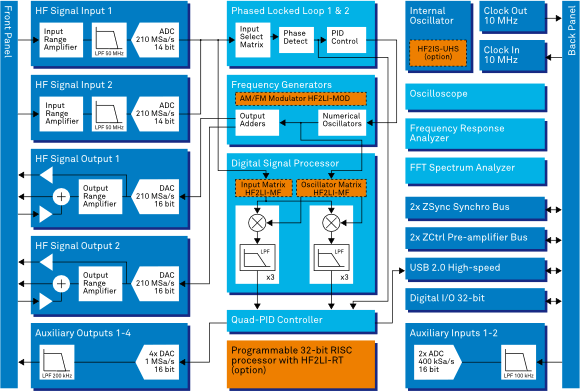 Front Panel
HF Signal Input 1
Input
Range
Amplifier
LPF 50 MHz
ADC
210 MSa/s
14 bit
HF Signal Input 2
Input
Range
Amplifier
LPF 50 MHz
ADC
210 MSa/s
14 bit
HF Signal Output 1
Output
Range
Amplifier
DAC
210 MSa/s
16 bit
HF Signal Output 2
Output
Range
Amplifier
DAC
210 MSa/s
16 bit
Auxiliary Outputs 1-4
LPF 200 kHz
4x DAC
1 MSa/s
16 bit
Phased Locked Loop 1 & 2
Input
Select
Matrix
Phase
Detect
PID
Control
Frequency Generators
AM/FM Modulator HF2LI-MOD
Output
Adders
Numerical
Oscillators
Digital Signal Processor
Input Matrix
HF2LI-MF
Oscillator Matrix
HF2LI-MF
LPF
x3
LPF
x3
Quad-PID Controller
Programmable 32-bit RISC
processor with HF2LI-RT
(option)
Internal
Oscillator
HF2IS-UHS
(option)
Clock Out
10 MHz
Clock In
10 MHz
Oscilloscope
Frequency Response
Analyzer
FFT Spectrum Analyzer
2x ZSync Synchro Bus
2x ZCtrl Pre-amplifier Bus
USB 2.0 High-speed
Digital I/O 32-bit
Auxiliary Inputs 1-2
2x ADC
400 kSa/s
16 bit
LPF 100 kHz
Back Panel